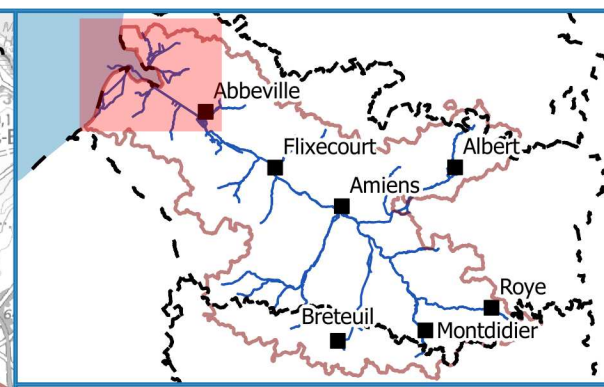 Abbeville
Flixecourt
Albert
Amiens
Roye
Breteuil
Montdidier